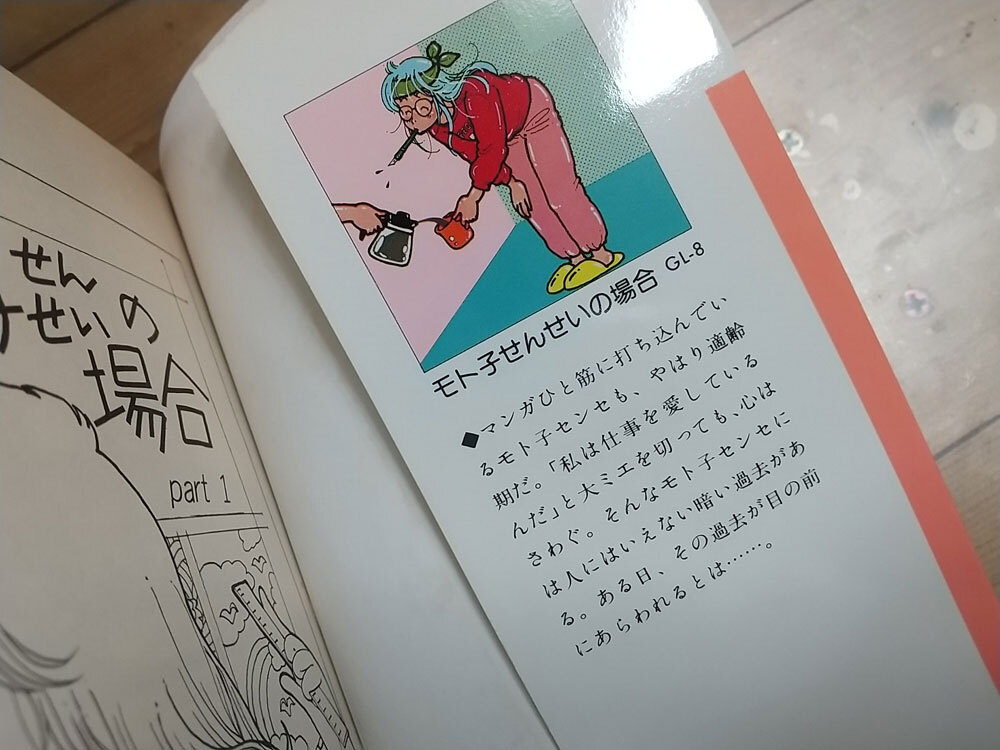 せん
せいの
場合
part 1
モト子せんせいの場合 GL-8
◆マンガひと筋に打ち込んでい
るモト子センセも、やはり適齢
期だ。「私は仕事を愛している
んだ」と大ミエを切っても、心は
さわぐ。そんなモト子センセに
は人にはいえない暗い過去があ
る。ある日、その過去が目の前
にあらわれるとは……。